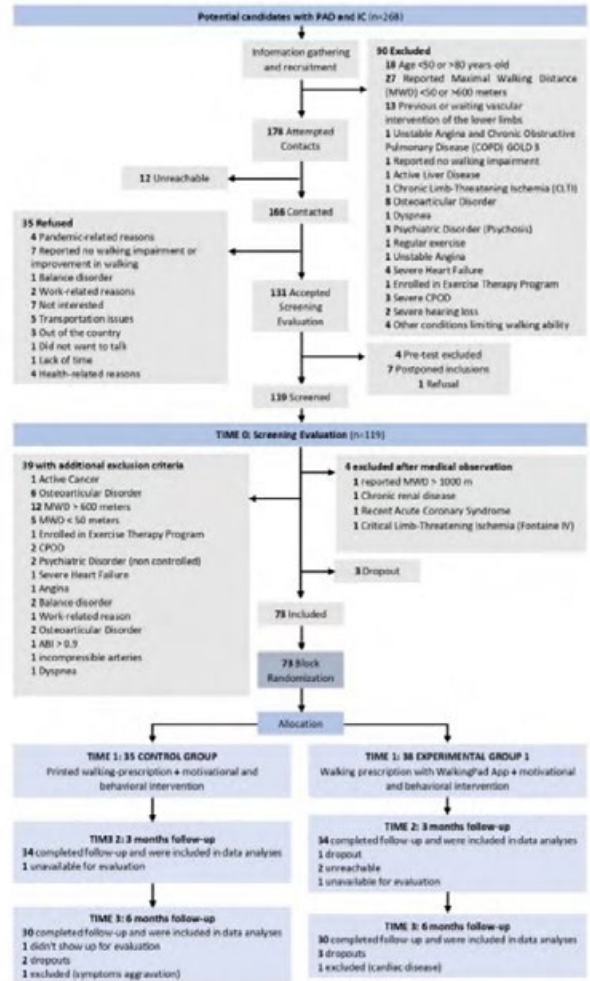 Potential candidates with PAD and IC (n=268)
Information gathering
and recruitment
90 Excluded
18 Age <50 or >80 years-old
27 Reported Maximal Walking Distance
(MWD) <50 or >600 meters
13 Previous or waiting vascular
intervention of the lower limbs
1 Unstable Angina and Chronic Obstructive
Pulmonary Disease (COPD) GOLD 3
1 Reported no walking impairment
1 Active Liver Disease
1 Chronic Limb-Threatening Ischemia (CLTI)
8 Osteoarticular Disorder
1 Dyspnea
3 Psychiatric Disorder (Psychosis)
1 Regular exercise
1 Unstable Angina
4 Severe Heart Failure
1 Enrolled in Exercise Therapy Program
3 Severe CPOD
2 Severe hearing loss
4 Other conditions limiting walking ability
178 Attempted
Contacts
12 Unreachable
166 Contacted
35 Refused
4 Pandemic-related reasons
7 Reported no walking impairment or
improvement in walking
1 Balance disorder
2 Work-related reasons
7 Not interested
5 Transportation issues
3 Out of the country
1 Did not want to talk
1 Lack of time
4 Health-related reasons
131 Accepted
Screening
Evaluation
4 Pre-test excluded
7 Postponed inclusions
1 Refusal
119 Screened
TIME 0: Screening Evaluation (n=119)
39 with additional exclusion criteria
1 Active Cancer
6 Osteoarticular Disorder
12 MWD > 600 meters
5 MWD < 50 meters
1 Enrolled in Exercise Therapy Program
2 CPOD
2 Psychiatric Disorder (non controlled)
1 Severe Heart Failure
1 Angina
2 Balance disorder
1 Work-related reason
2 Osteoarticular Disorder
1 ABI > 0.9
1 incompressible arteries
1 Dyspnea
4 excluded after medical observation
1 reported MWD > 1000 m
1 Chronic renal disease
1 Recent Acute Coronary Syndrome
1 Critical Limb-Threatening Ischemia (Fontaine IV)
3 Dropout
73 Included
73 Block
Randomization
Allocation
TIME 1: 35 CONTROL GROUP
Printed walking-prescription + motivational and
behavioral intervention
TIME 1: 38 EXPERIMENTAL GROUP 1
Walking prescription with WalkingPad App + motivational
and behavioral intervention
TIM3 2: 3 months follow-up
34 completed follow-up and were included in data analyses
1 unavailable for evaluation
TIME 2: 3 months follow-up
34 completed follow-up and were included in data analyses
1 dropout
2 unreachable
1 unavailable for evaluation
TIME 3: 6 months follow-up
30 completed follow-up and were included in data analyses
1 didn't show up for evaluation
2 dropouts
1 excluded (symptoms aggravation)
TIME 3: 6 months follow-up
30 completed follow-up and were included in data analyses
3 dropouts
1 excluded (cardiac disease)